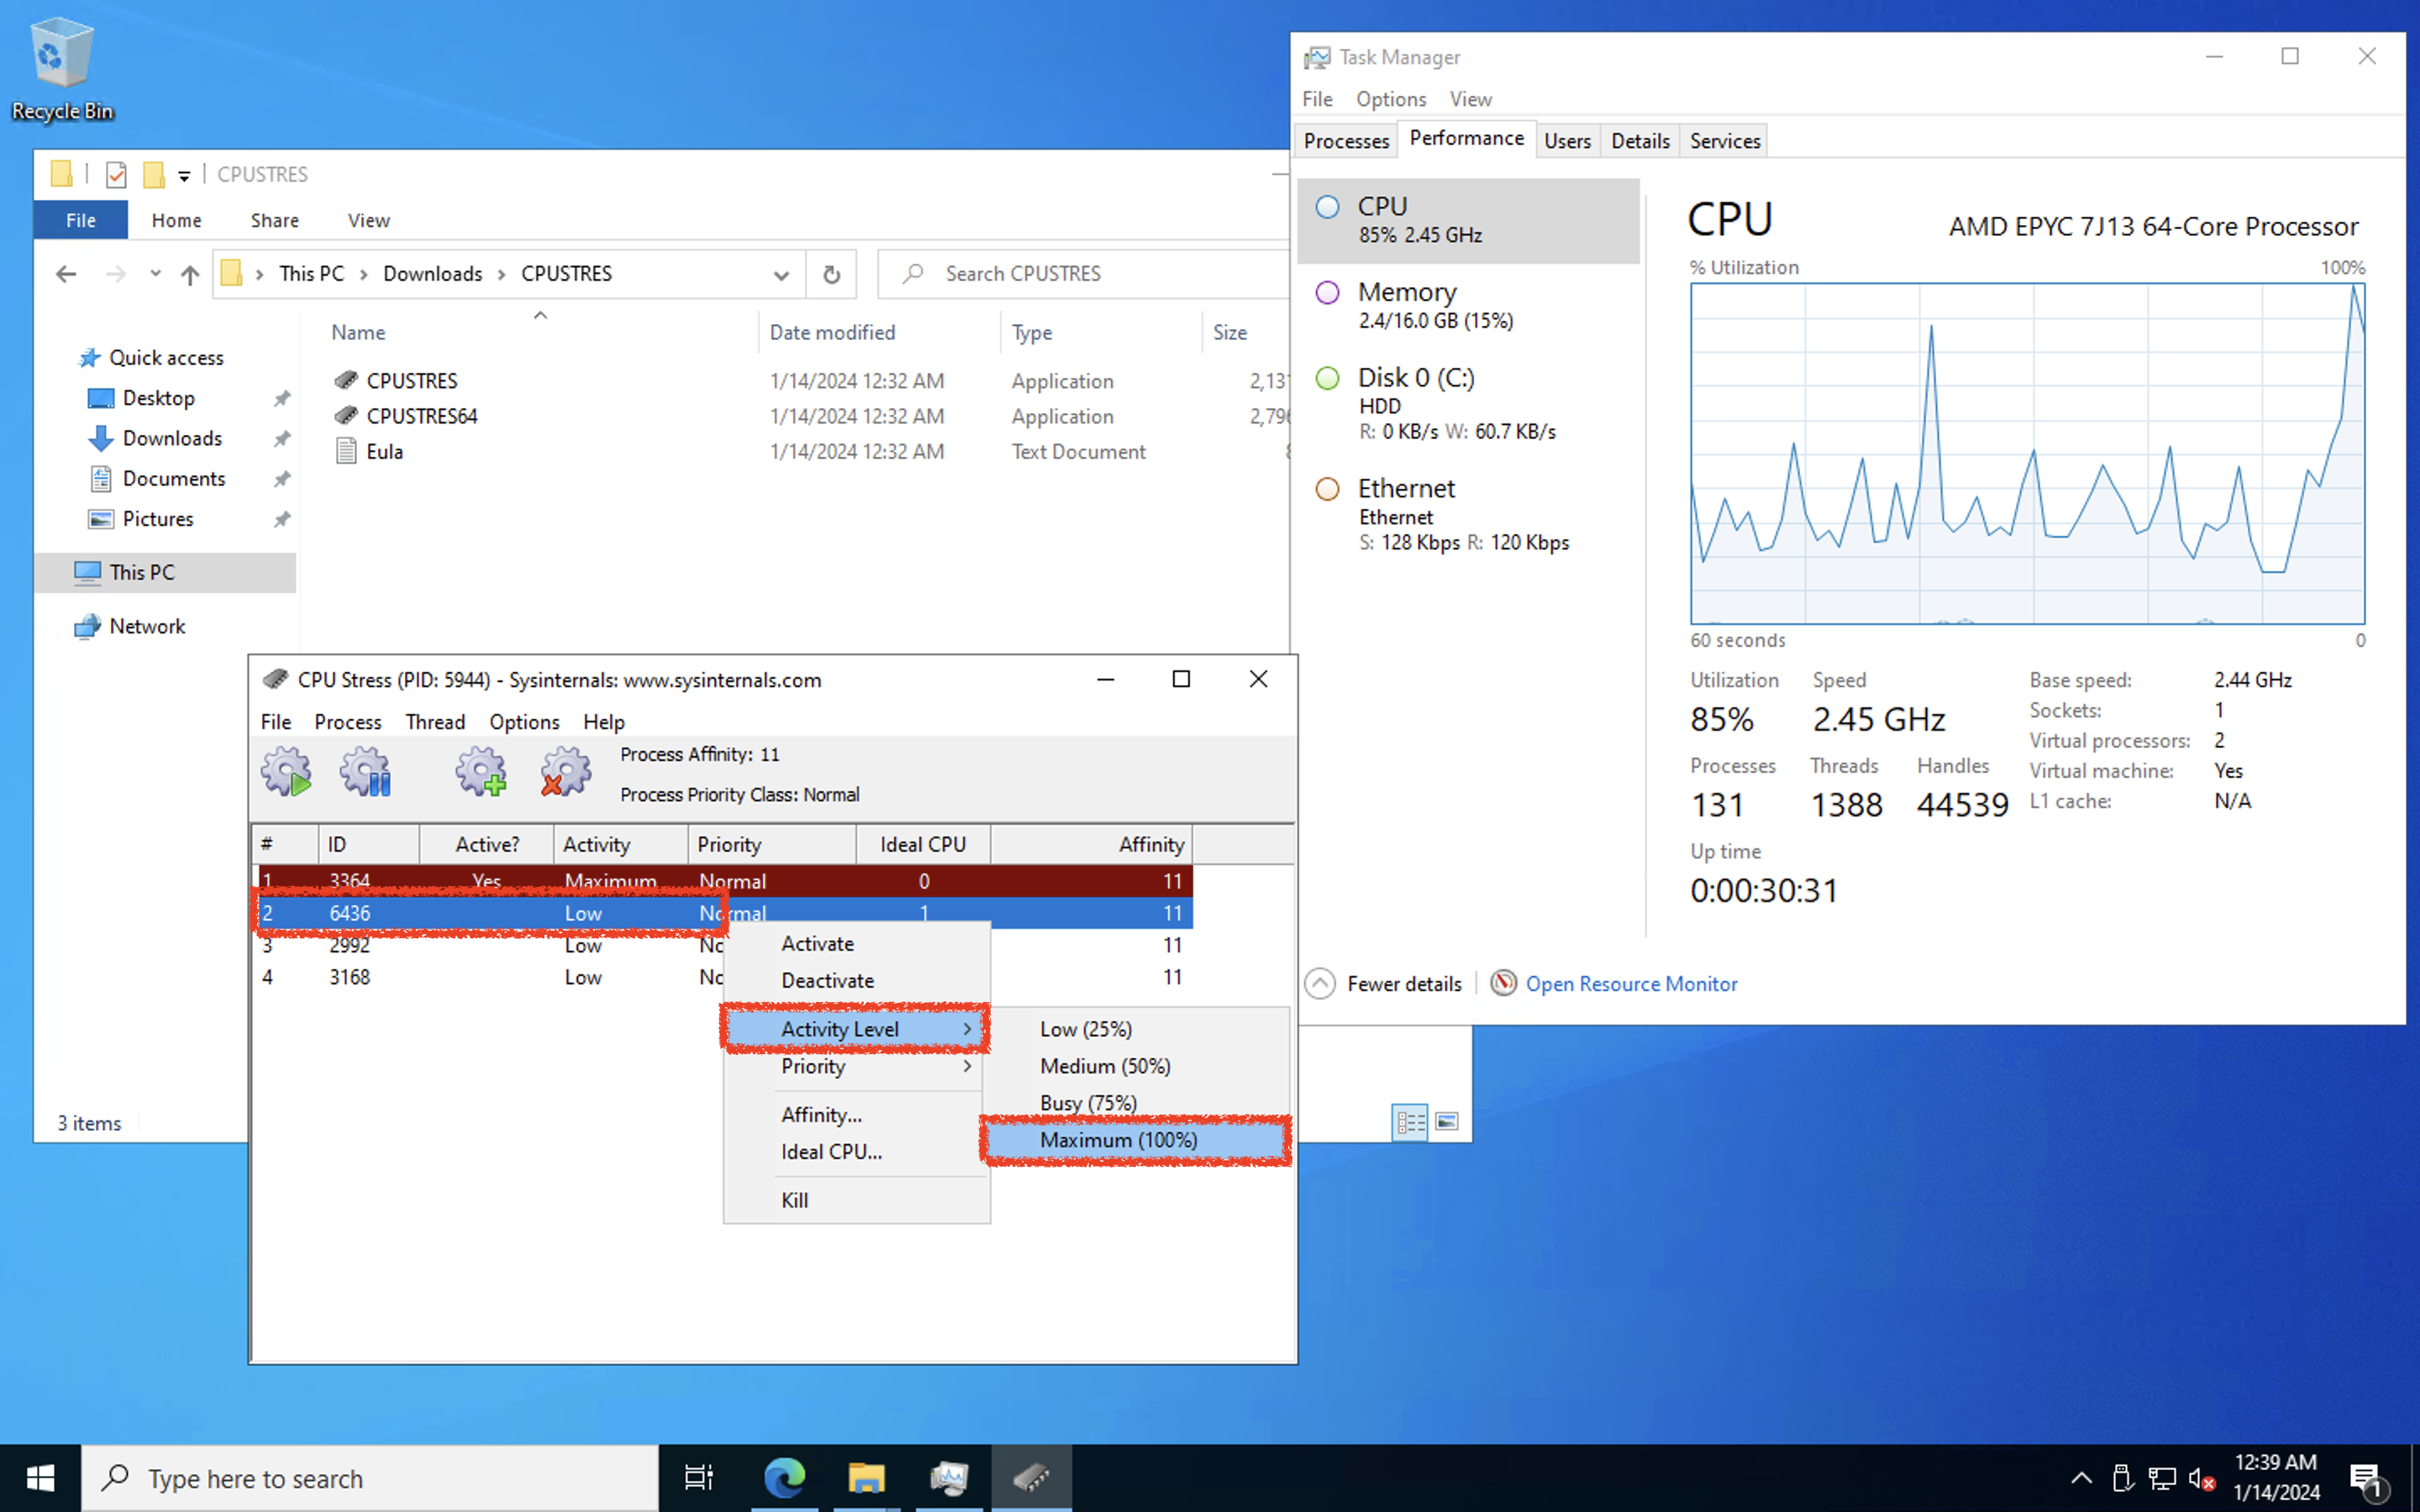 Recycle Bin
CPUSTRES
File Home Share View
This PC Downloads CPUSTRES
Search CPUSTRES
Name Date modified Type Size
Quick access
Desktop
Downloads
Documents
Pictures
This PC
Network
CPUSTRES 1/14/2024 12:32 AM Application 2,131
CPUSTRES64 1/14/2024 12:32 AM Application 2,796
Eula 1/14/2024 12:32 AM Text Document
3 items
Task Manager
File Options View
Processes Performance Users Details Services
CPU
85% 2.45 GHz
Memory
2.4/16.0 GB (15%)
Disk 0 (C:)
HDD
R: 0 KB/s W: 60.7 KB/s
Ethernet
Ethernet
S: 128 Kbps R: 120 Kbps
CPU AMD EPYC 7J13 64-Core Processor
% Utilization 100%
60 seconds 0
Utilization Speed
85% 2.45 GHz
Processes Threads Handles
131 1388 44539
Up time
0:00:30:31
Base speed: 2.44 GHz
Sockets: 1
Virtual processors: 2
Virtual machine: Yes
L1 cache: N/A
Fewer details Open Resource Monitor
CPU Stress (PID: 5944) - Sysinternals: www.sysinternals.com
File Process Thread Options Help
Process Affinity: 11
Process Priority Class: Normal
# ID Active? Activity Priority Ideal CPU Affinity
1 3364 Yes Maximum Normal 0 11
2 6436 Low Normal 1 11
3 2992 Low No 11
4 3168 Low No 11
Activate
Deactivate
Activity Level
Priority
Affinity...
Ideal CPU...
Kill
Low (25%)
Medium (50%)
Busy (75%)
Maximum (100%)
Type here to search
12:39 AM
1/14/2024
1